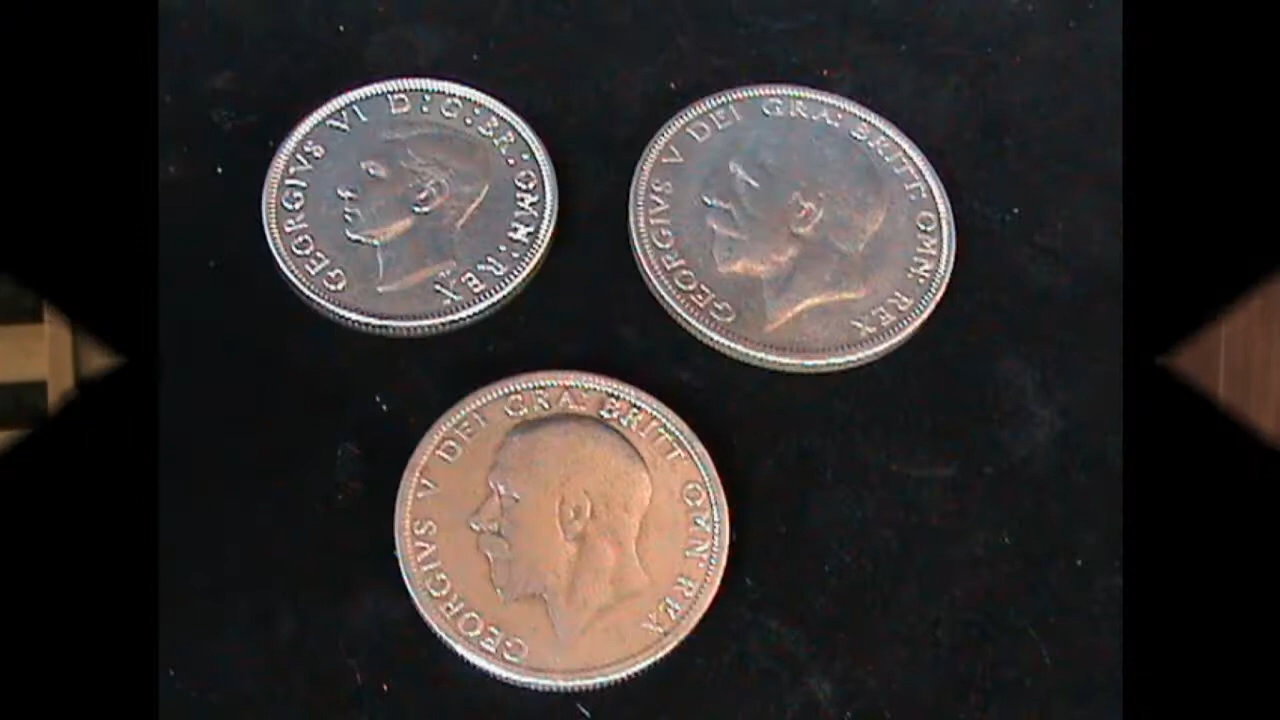 GEORGIVS VI D:G:BR:OMN:REX
GEORGIVS V DEI GRA: BRITT: OMN: REX
GEORGIVS V DEI GRA: BRITT OMN: REX